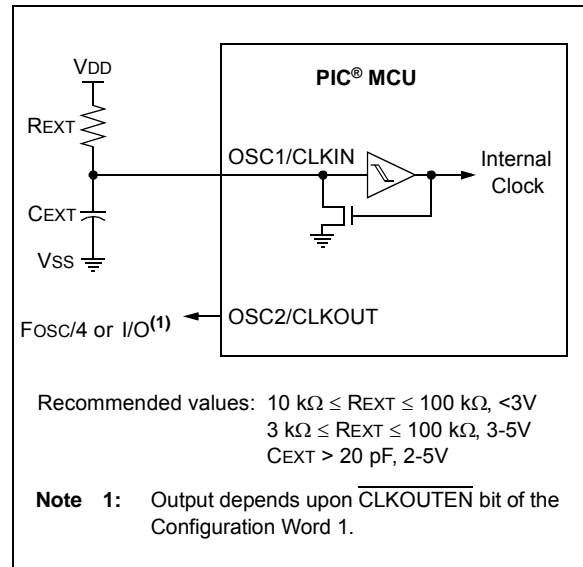 VDD
PIC® MCU
REXT
OSC1/CLKIN
Internal
Clock
CEXT
VSS
OSC2/CLKOUT
FOSC/4 or I/O(1)
Recommended values: 10 kΩ ≤ REXT ≤ 100 kΩ, <3V
3 kΩ ≤ REXT ≤ 100 kΩ, 3-5V
CEXT > 20 pF, 2-5V
Note 1: Output depends upon CLKOUTEN bit of the
Configuration Word 1.